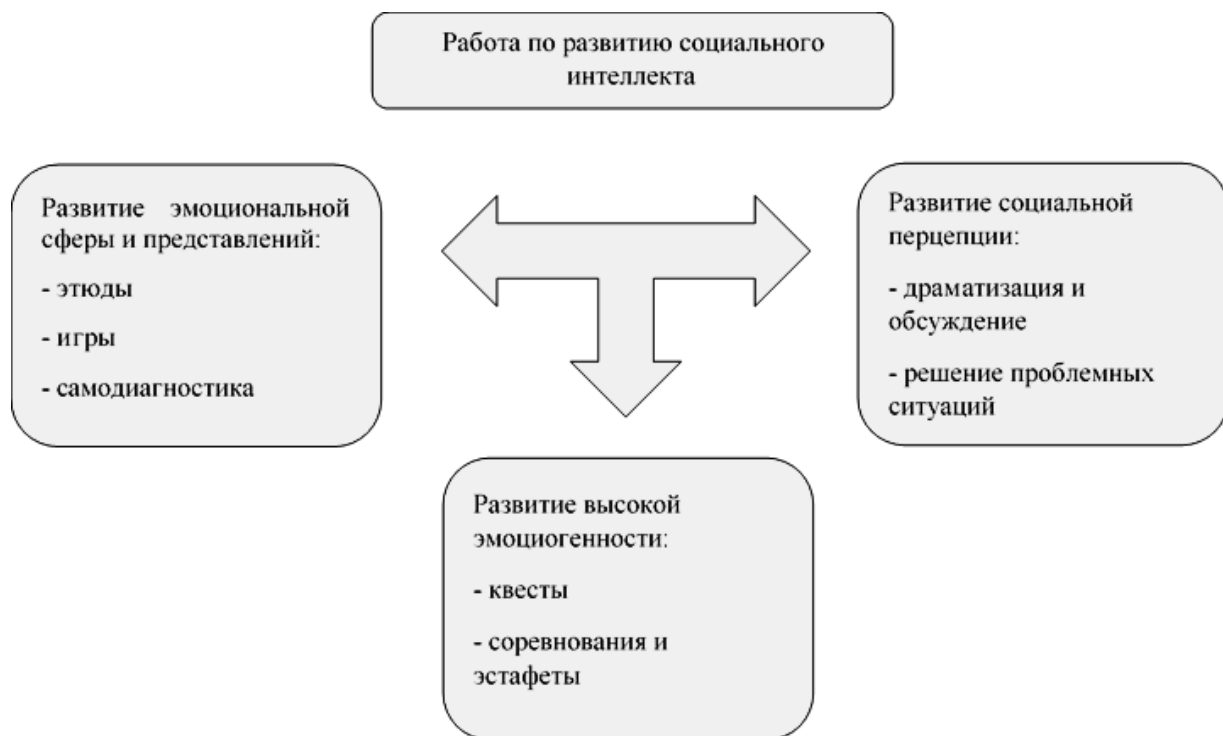 Работа по развитию социального
интеллекта
Развитие эмоциональной
сферы и представлений:
- этюды
- игры
- самодиагностика
Развитие социальной
перцепции:
- драматизация и
обсуждение
- решение проблемных
ситуаций
Развитие высокой
эмоциогенности:
- квесты
- соревнования и
эстафеты